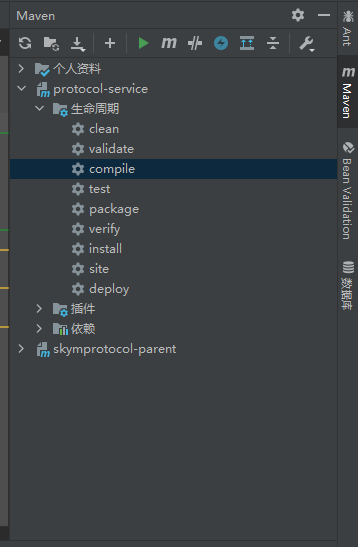 Maven
个人资料
protocol-service
生命周期
clean
validate
compile
test
package
verify
install
site
deploy
插件
依赖
skymprotocol-parent
Ant
m Maven
Bean Validation
数据库